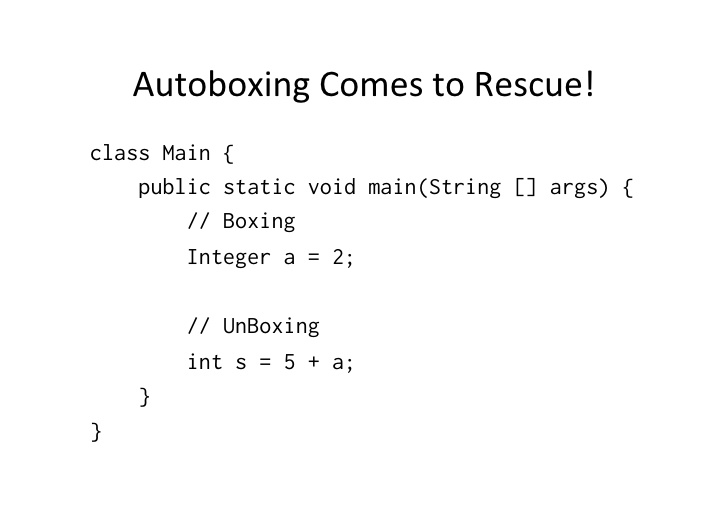 Autoboxing Comes to Rescue!
class Main {
    public static void main(String [] args) {
        // Boxing
        Integer a = 2;
        // UnBoxing
        int s = 5 + a;
    }
}